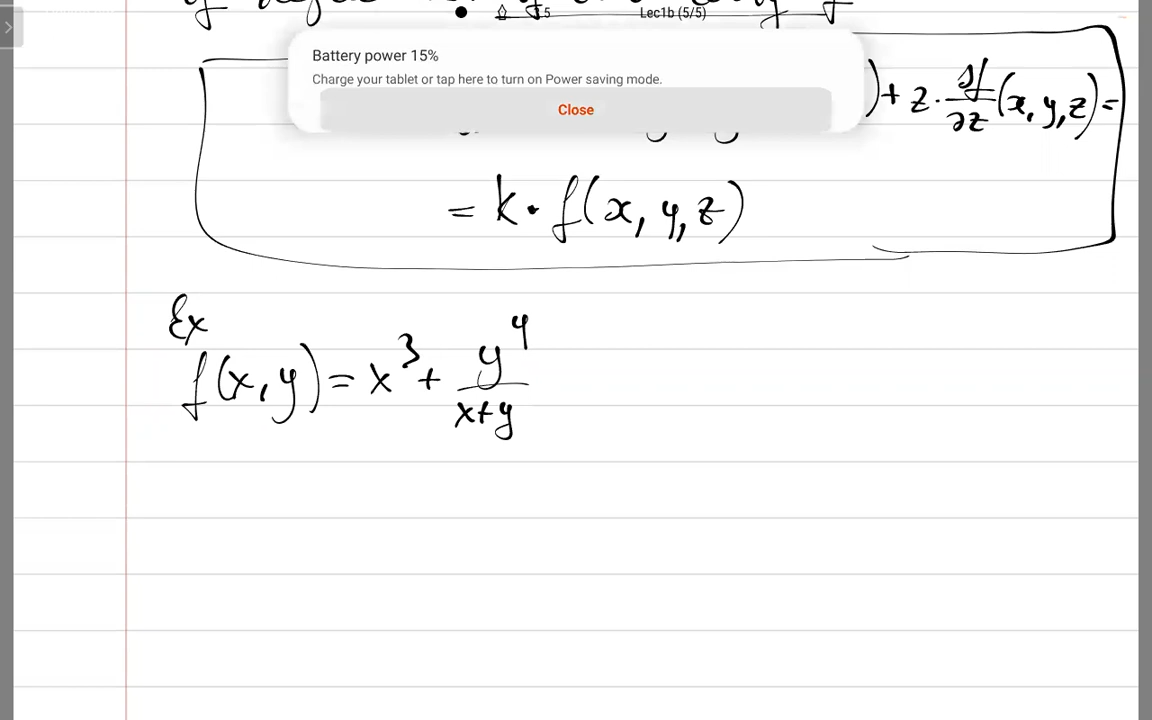 Lec1b (5/5)
Battery power 15%
Charge your tablet or tap here to turn on Power saving mode.
Close
) + z · ∂f/∂z (x, y, z) =
= k · f(x, y, z)
Ex
f(x, y) = x³ + y⁴/(x+y)